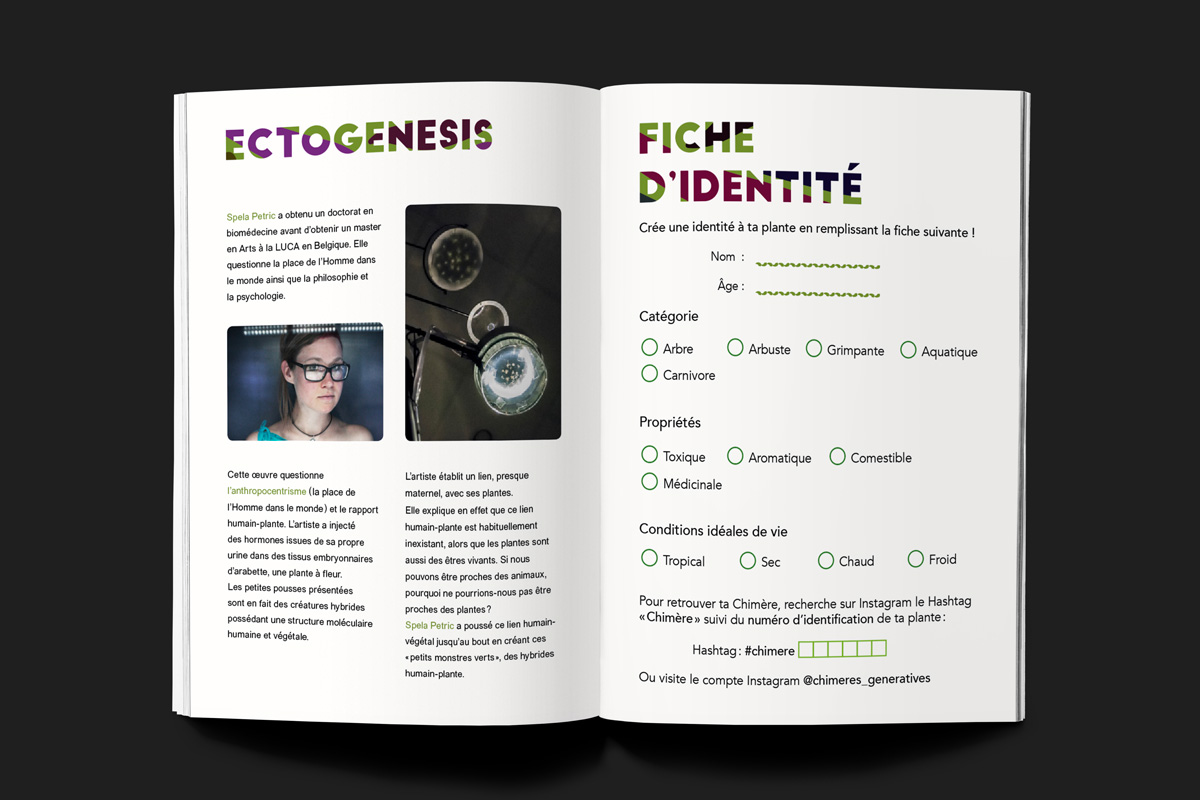 ECTOGENESIS
Spela Petric a obtenu un doctorat en
biomédecine avant d'obtenir un master
en Arts à la LUCA en Belgique. Elle
questionne la place de l'Homme dans
le monde ainsi que la philosophie et
la psychologie.
Cette œuvre questionne
l'anthropocentrisme (la place de
l'Homme dans le monde) et le rapport
humain-plante. L'artiste a injecté
des hormones issues de sa propre
urine dans des tissus embryonnaires
d'arabette, une plante à fleur.
Les petites pousses présentées
sont en fait des créatures hybrides
possédant une structure moléculaire
humaine et végétale.
L'artiste établit un lien, presque
maternel, avec ses plantes.
Elle explique en effet que ce lien
humain-plante est habituellement
inexistant, alors que les plantes sont
aussi des êtres vivants. Si nous
pouvons être proches des animaux,
pourquoi ne pourrions-nous pas être
proches des plantes ?
Spela Petric a poussé ce lien humain-
végétal jusqu'au bout en créant ces
« petits monstres verts », des hybrides
humain-plante.
FICHE
D'IDENTITÉ
Crée une identité à ta plante en remplissant la fiche suivante !
Nom :
Âge :
Catégorie
Arbre Arbuste Grimpante Aquatique
Carnivore
Propriétés
Toxique Aromatique Comestible
Médicinale
Conditions idéales de vie
Tropical Sec Chaud Froid
Pour retrouver ta Chimère, recherche sur Instagram le Hashtag
« Chimère » suivi du numéro d'identification de ta plante :
Hashtag : #chimere
Ou visite le compte Instagram @chimeres_generatives